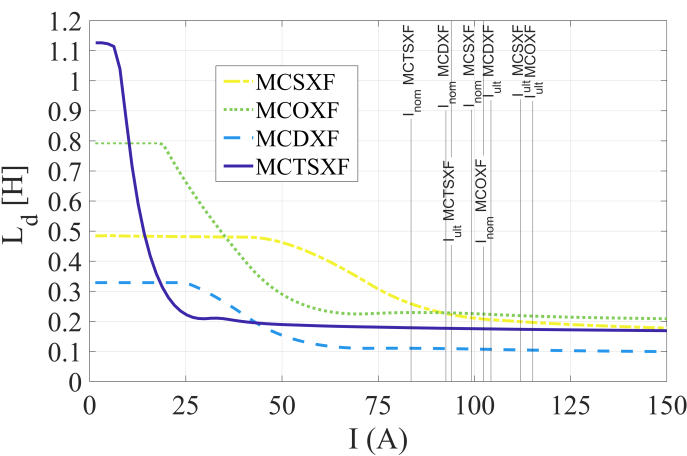 1.2
1.1
1
0.9
0.8
0.7
0.6
0.5
0.4
0.3
0.2
0.1
0
L_d [H]
MCSXF
MCOXF
MCDXF
MCTSXF
I_nom MCTSXF
I_nom MCDXF
I_ult MCTSXF
I_nom MCSXF
I_nom MCOXF
I_ult MCDXF
I_ult MCSXF
I_ult MCOXF
0 25 50 75 100 125 150
I (A)